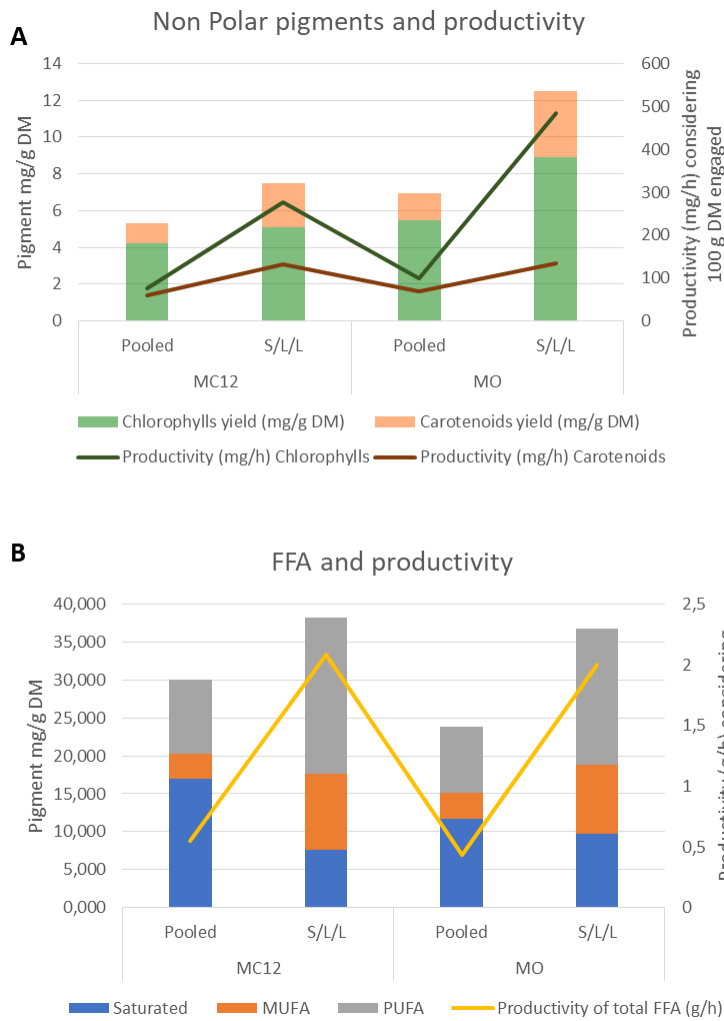 A
Non Polar pigments and productivity
Pigment mg/g DM
14
12
10
8
6
4
2
0
600
500
400
300
200
100
0
Productivity (mg/h) considering
100 g DM engaged
Pooled S/L/L Pooled S/L/L
MC12 MO
Chlorophylls yield (mg/g DM) Carotenoids yield (mg/g DM)
Productivity (mg/h) Chlorophylls Productivity (mg/h) Carotenoids
B
FFA and productivity
Pigment mg/g DM
40,000
35,000
30,000
25,000
20,000
15,000
10,000
5,000
0,000
2,5
2
1,5
1
0,5
0
Productivity (g/h) considering
Pooled S/L/L Pooled S/L/L
MC12 MO
Saturated MUFA PUFA Productivity of total FFA (g/h)